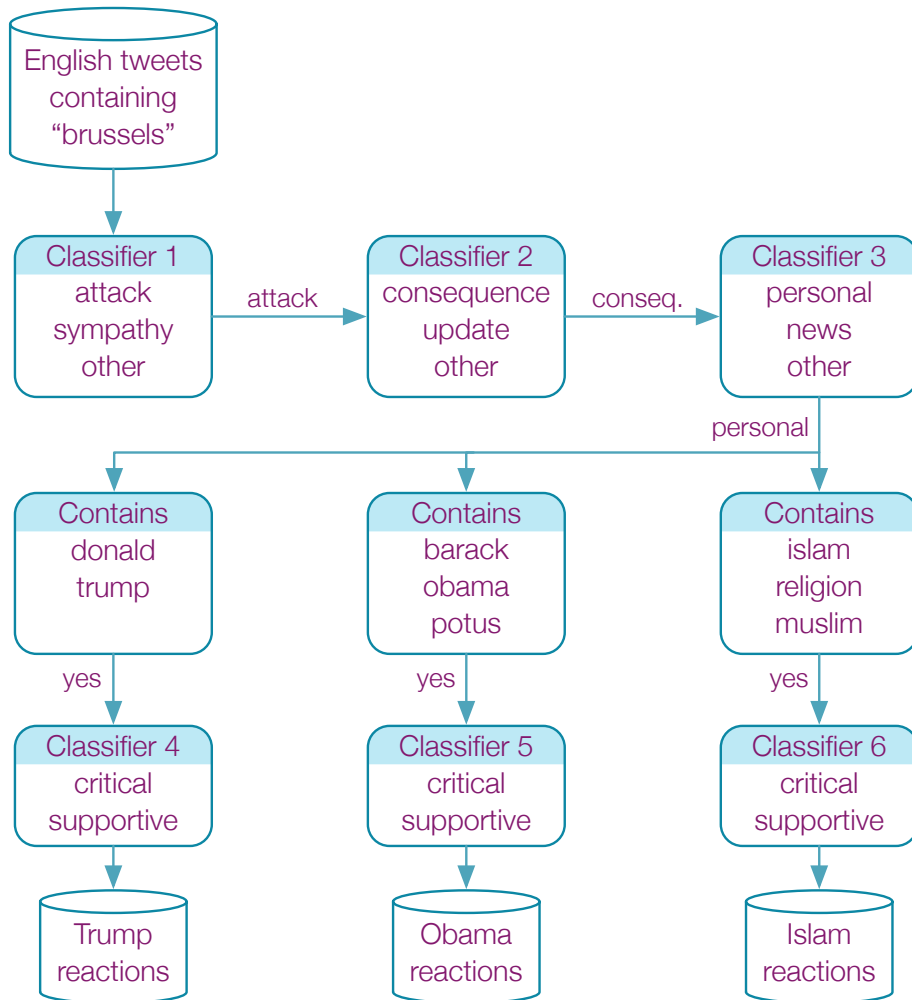 English tweets
containing
“brussels”
Classifier 1
attack
sympathy
other
attack
Classifier 2
consequence
update
other
conseq.
Classifier 3
personal
news
other
personal
Contains
donald
trump
Contains
barack
obama
potus
Contains
islam
religion
muslim
yes
yes
yes
Classifier 4
critical
supportive
Classifier 5
critical
supportive
Classifier 6
critical
supportive
Trump
reactions
Obama
reactions
Islam
reactions